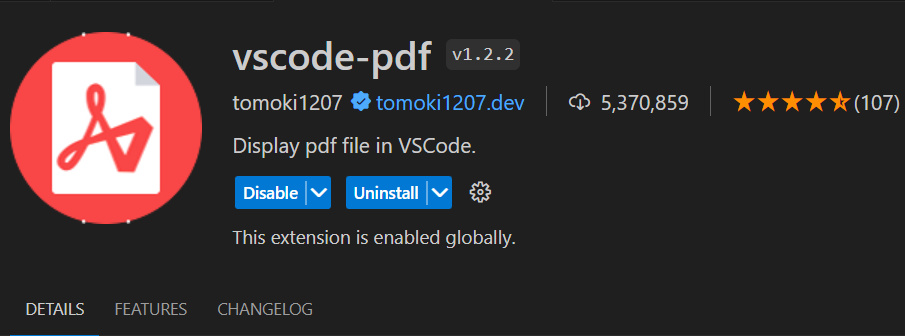 vscode-pdf v1.2.2
tomoki1207 tomoki1207.dev 5,370,859 (107)
Display pdf file in VSCode.
Disable Uninstall
This extension is enabled globally.
DETAILS FEATURES CHANGELOG